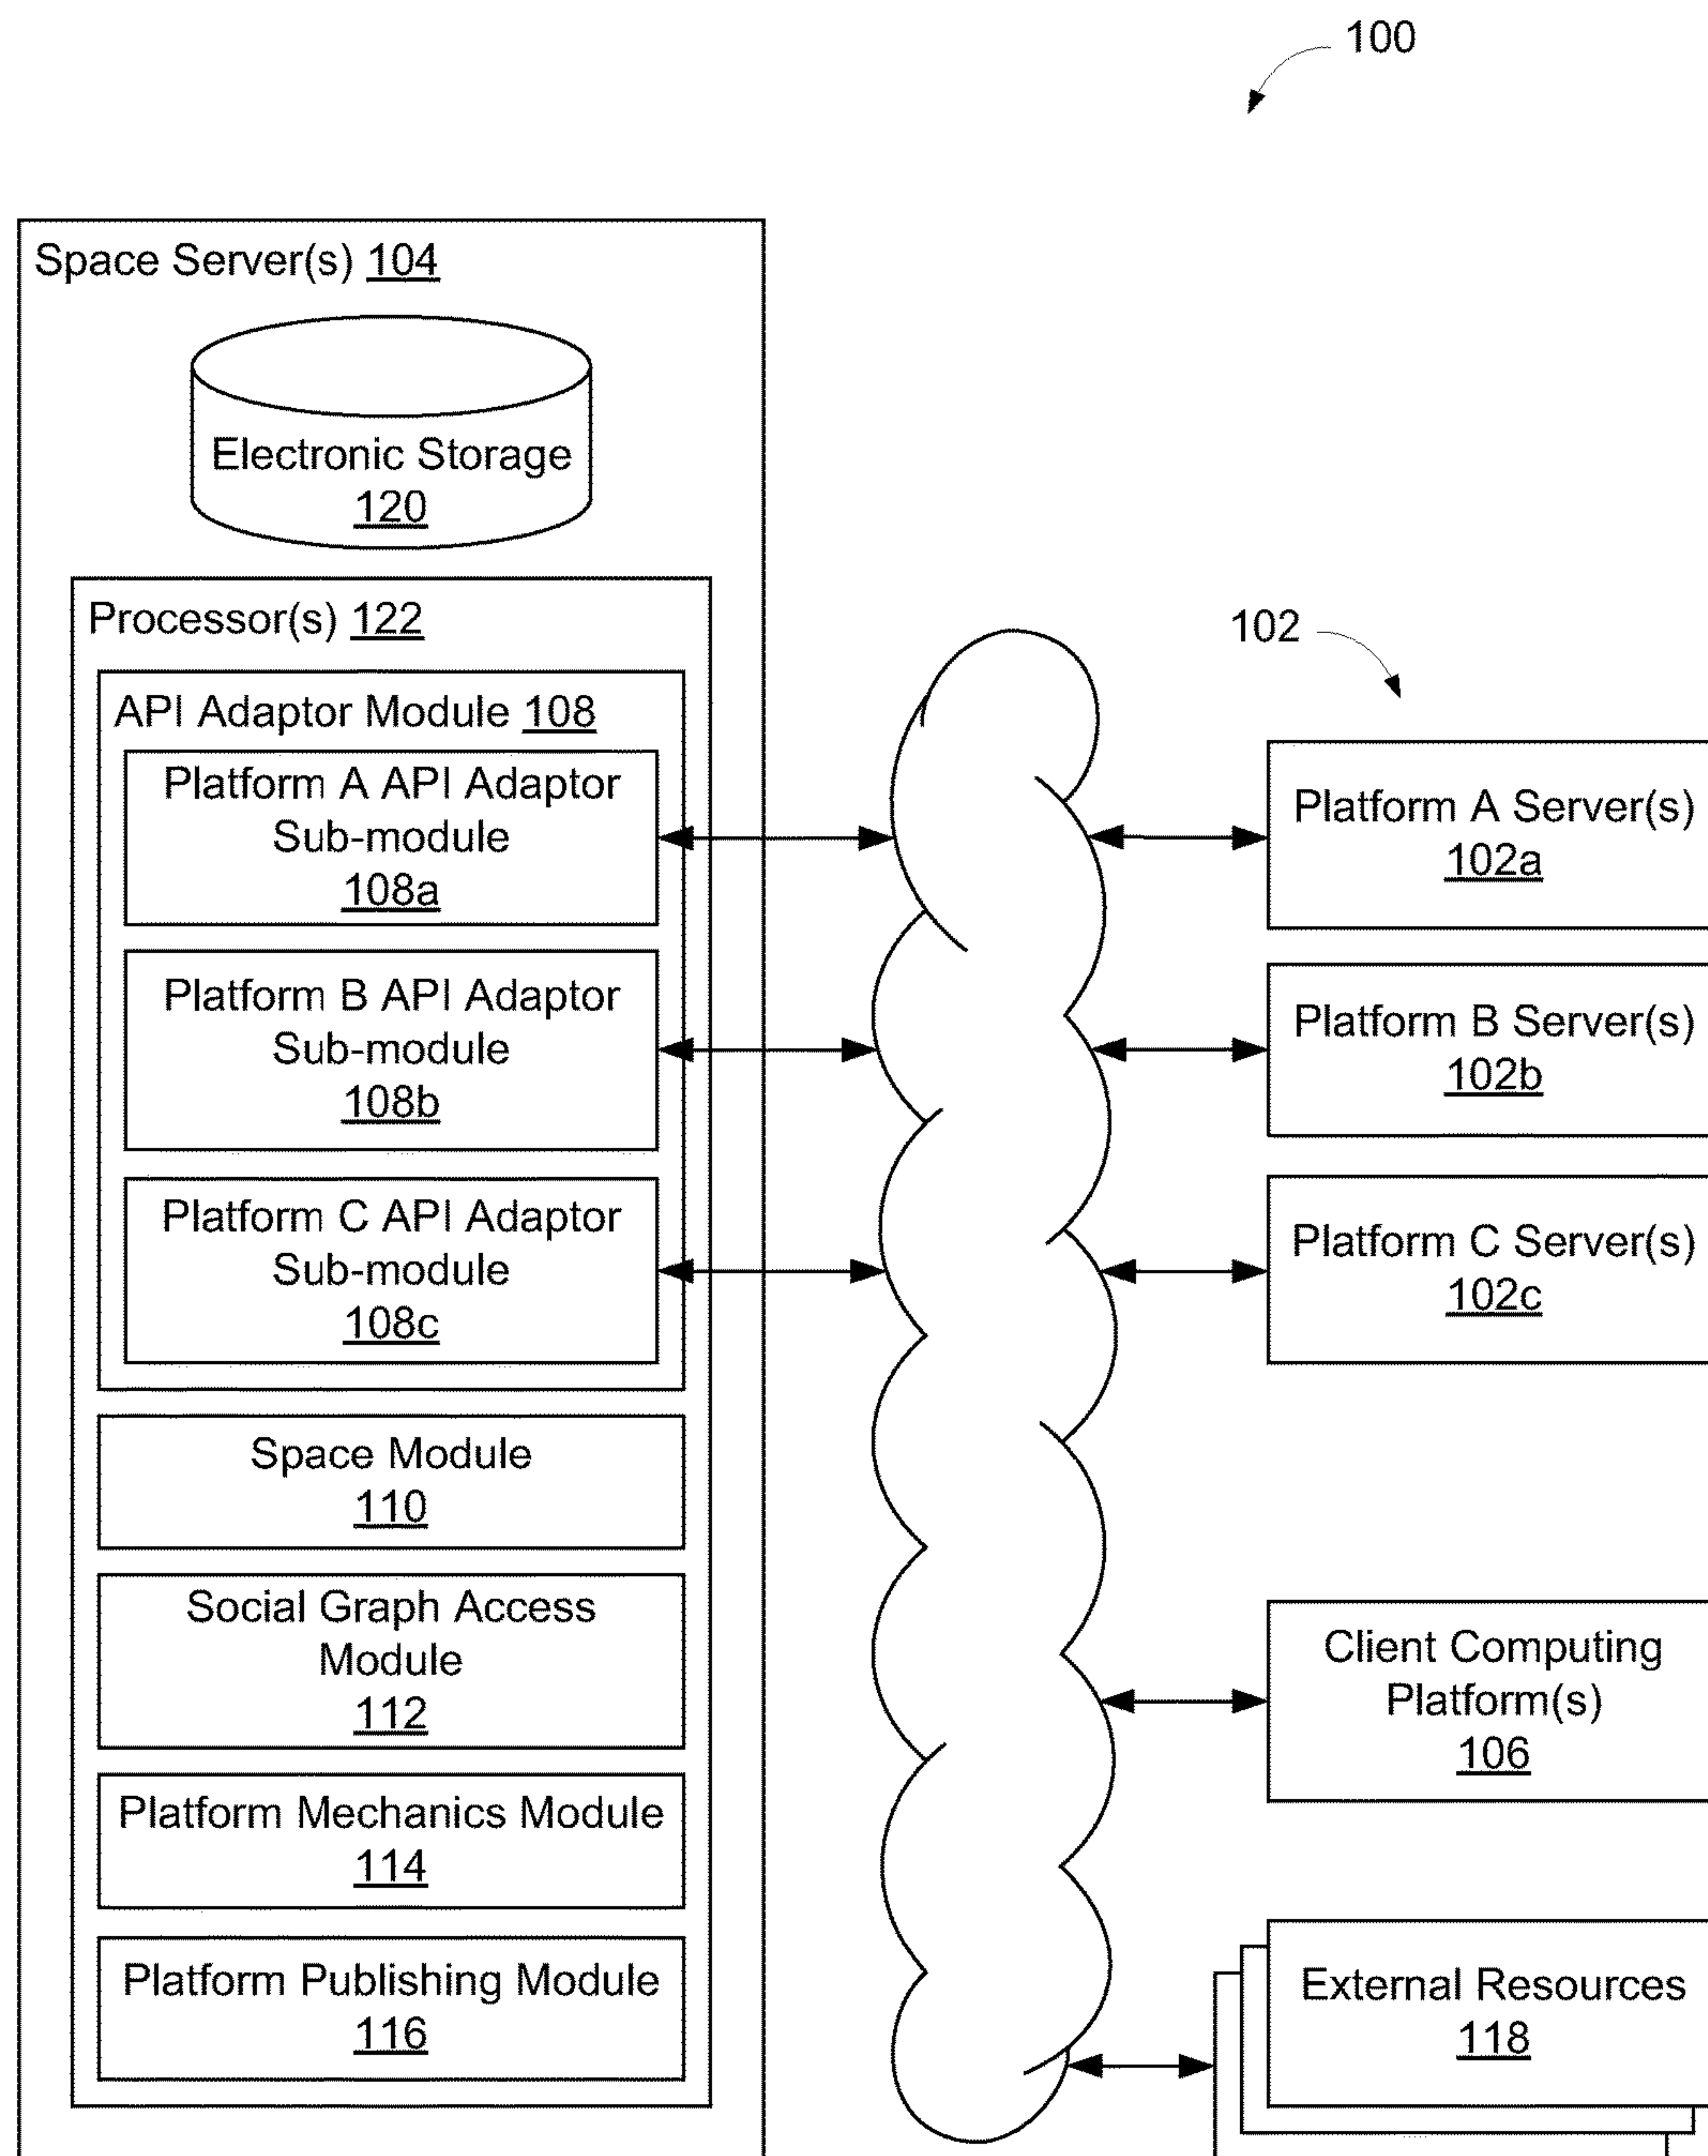 100
Space Server(s) 104
Electronic Storage
120
Processor(s) 122
API Adaptor Module 108
Platform A API Adaptor
Sub-module
108a
Platform B API Adaptor
Sub-module
108b
Platform C API Adaptor
Sub-module
108c
Space Module
110
Social Graph Access
Module
112
Platform Mechanics Module
114
Platform Publishing Module
116
102
Platform A Server(s)
102a
Platform B Server(s)
102b
Platform C Server(s)
102c
Client Computing
Platform(s)
106
External Resources
118